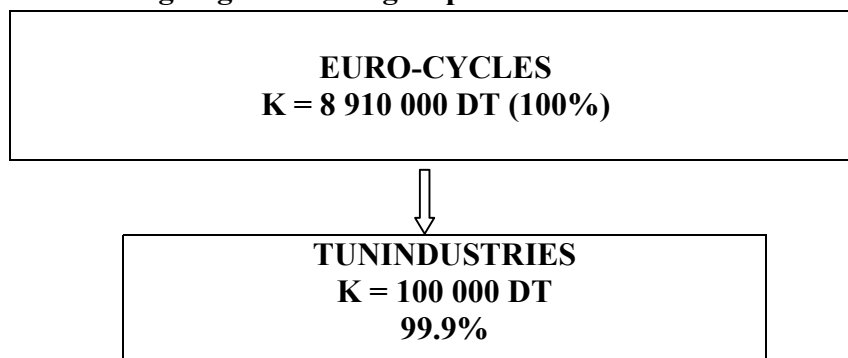 EURO-CYCLES
K = 8 910 000 DT (100%)
TUNINDUSTRIES
K = 100 000 DT
99.9%